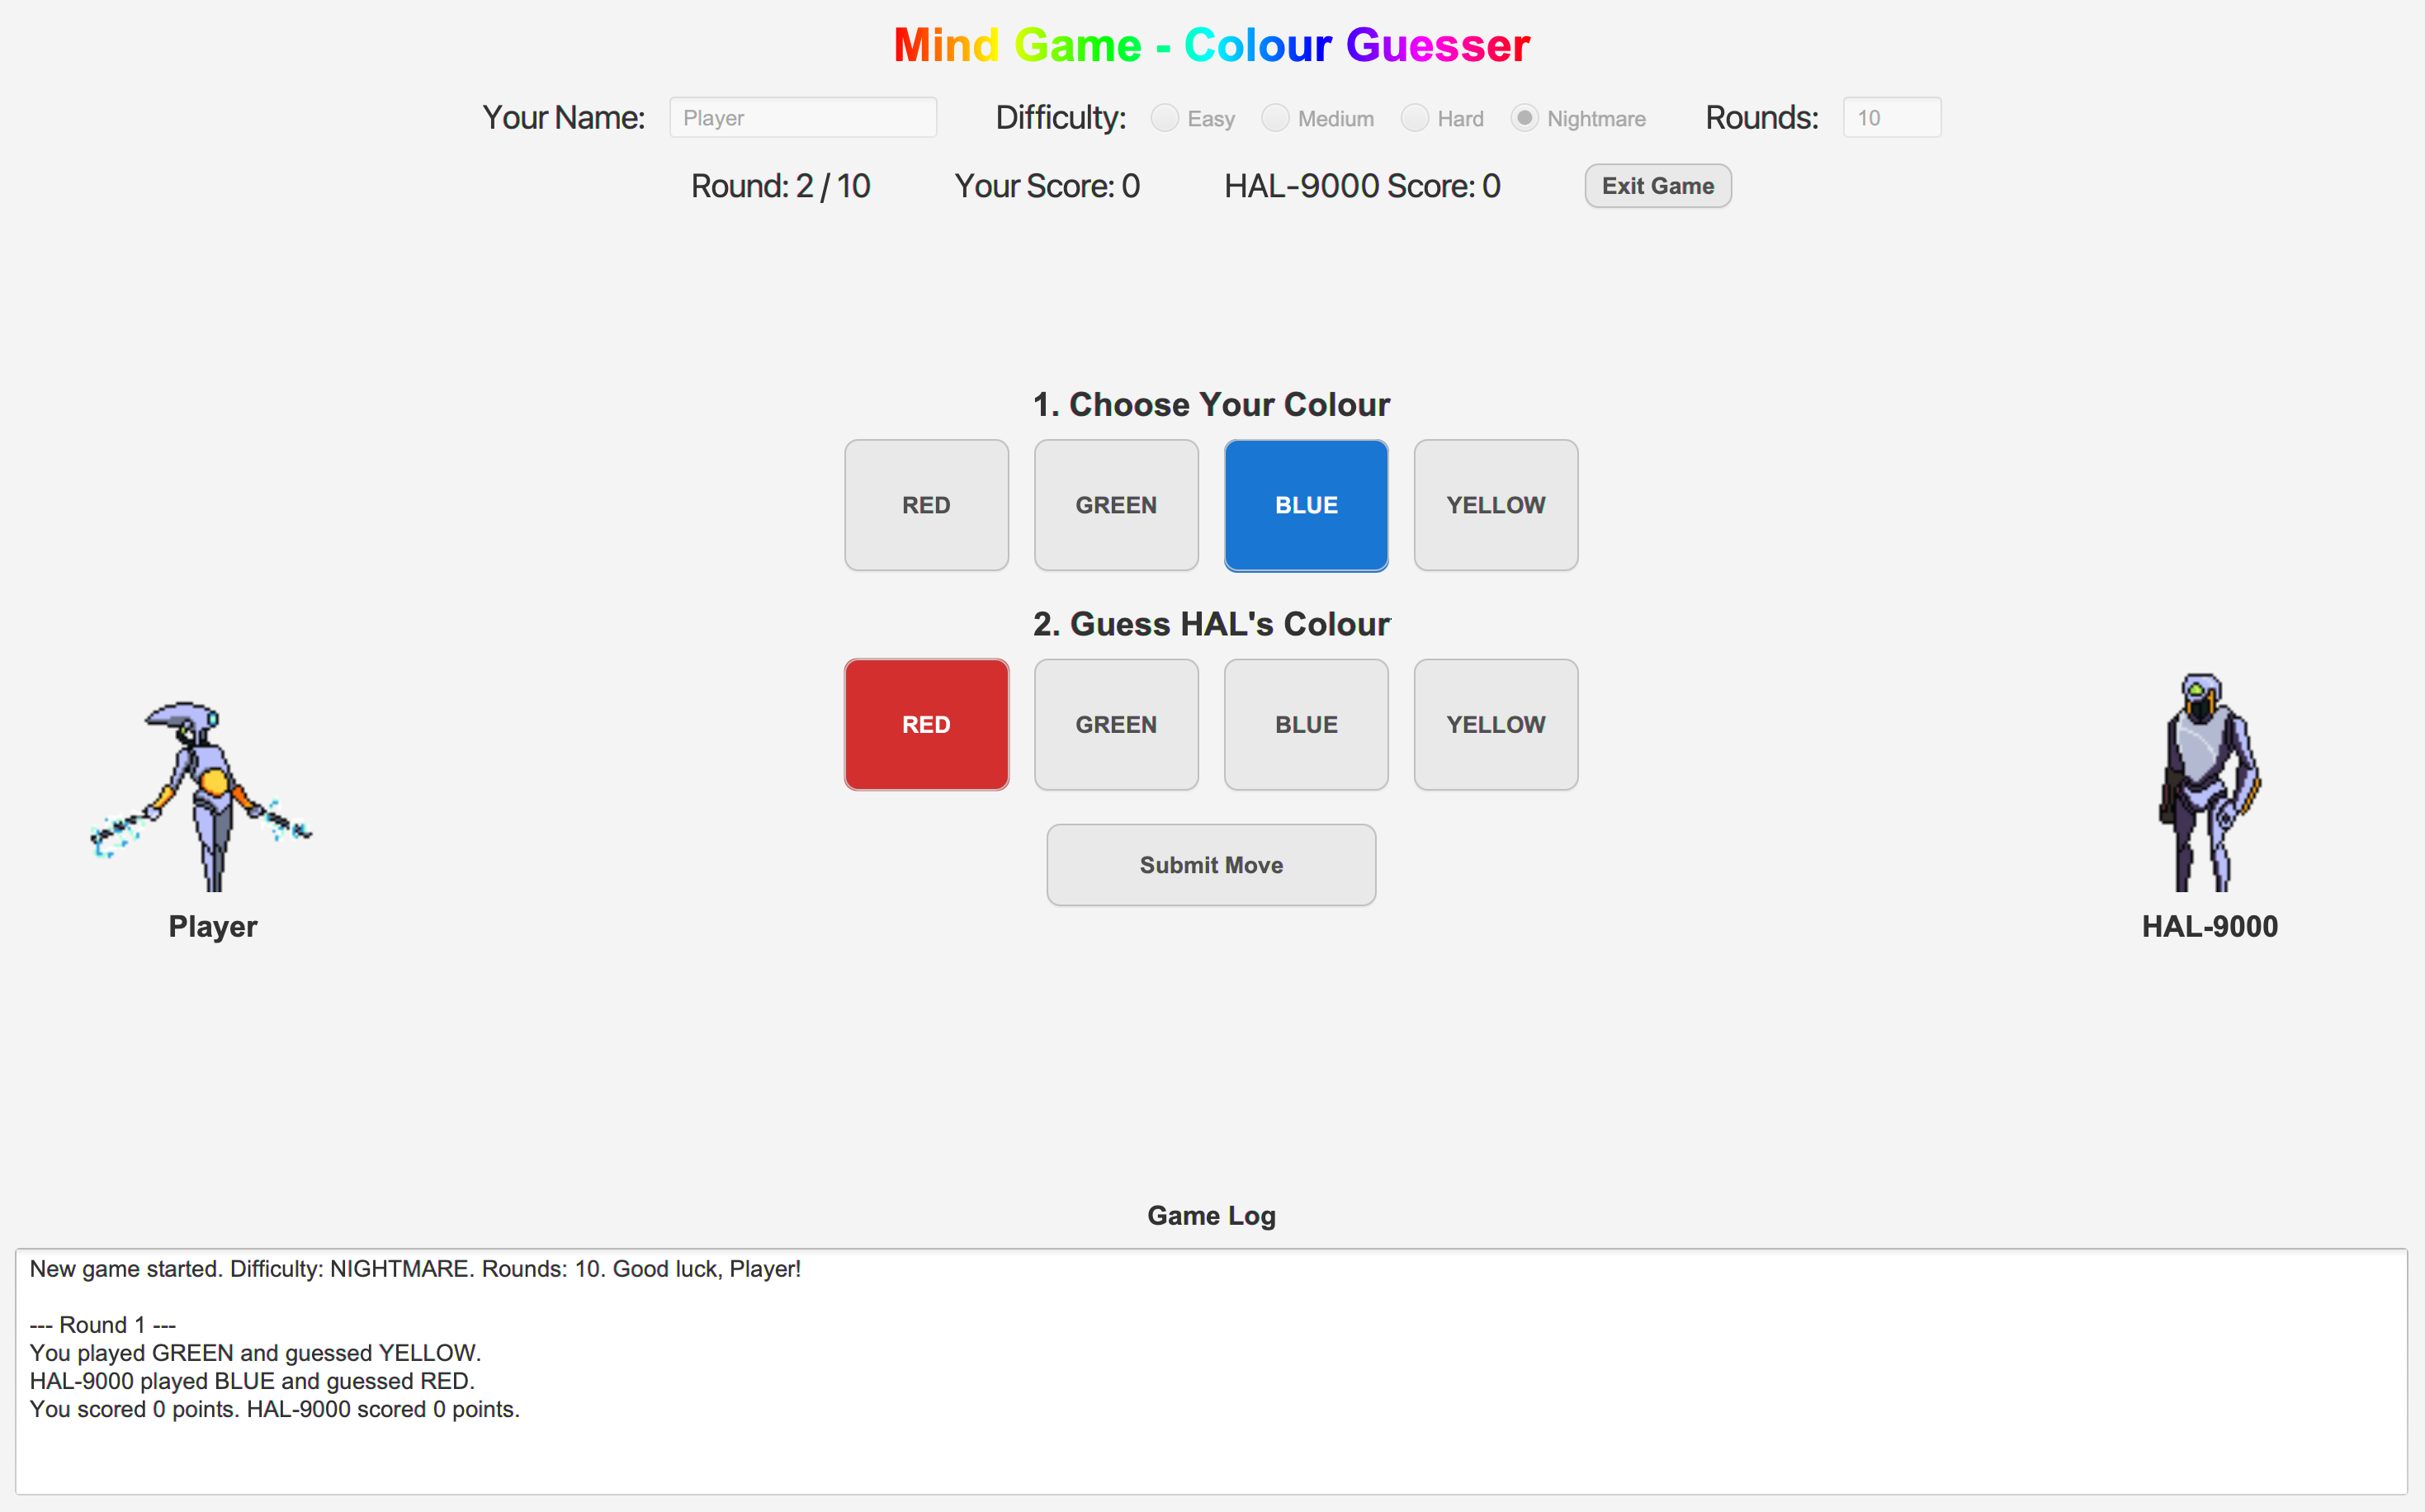 Mind Game - Colour Guesser
Your Name: Player Difficulty: Easy Medium Hard Nightmare Rounds: 10
Round: 2 / 10 Your Score: 0 HAL-9000 Score: 0 Exit Game
1. Choose Your Colour
RED GREEN BLUE YELLOW
2. Guess HAL's Colour
RED GREEN BLUE YELLOW
Submit Move
Player HAL-9000
Game Log
New game started. Difficulty: NIGHTMARE. Rounds: 10. Good luck, Player!
--- Round 1 ---
You played GREEN and guessed YELLOW.
HAL-9000 played BLUE and guessed RED.
You scored 0 points. HAL-9000 scored 0 points.